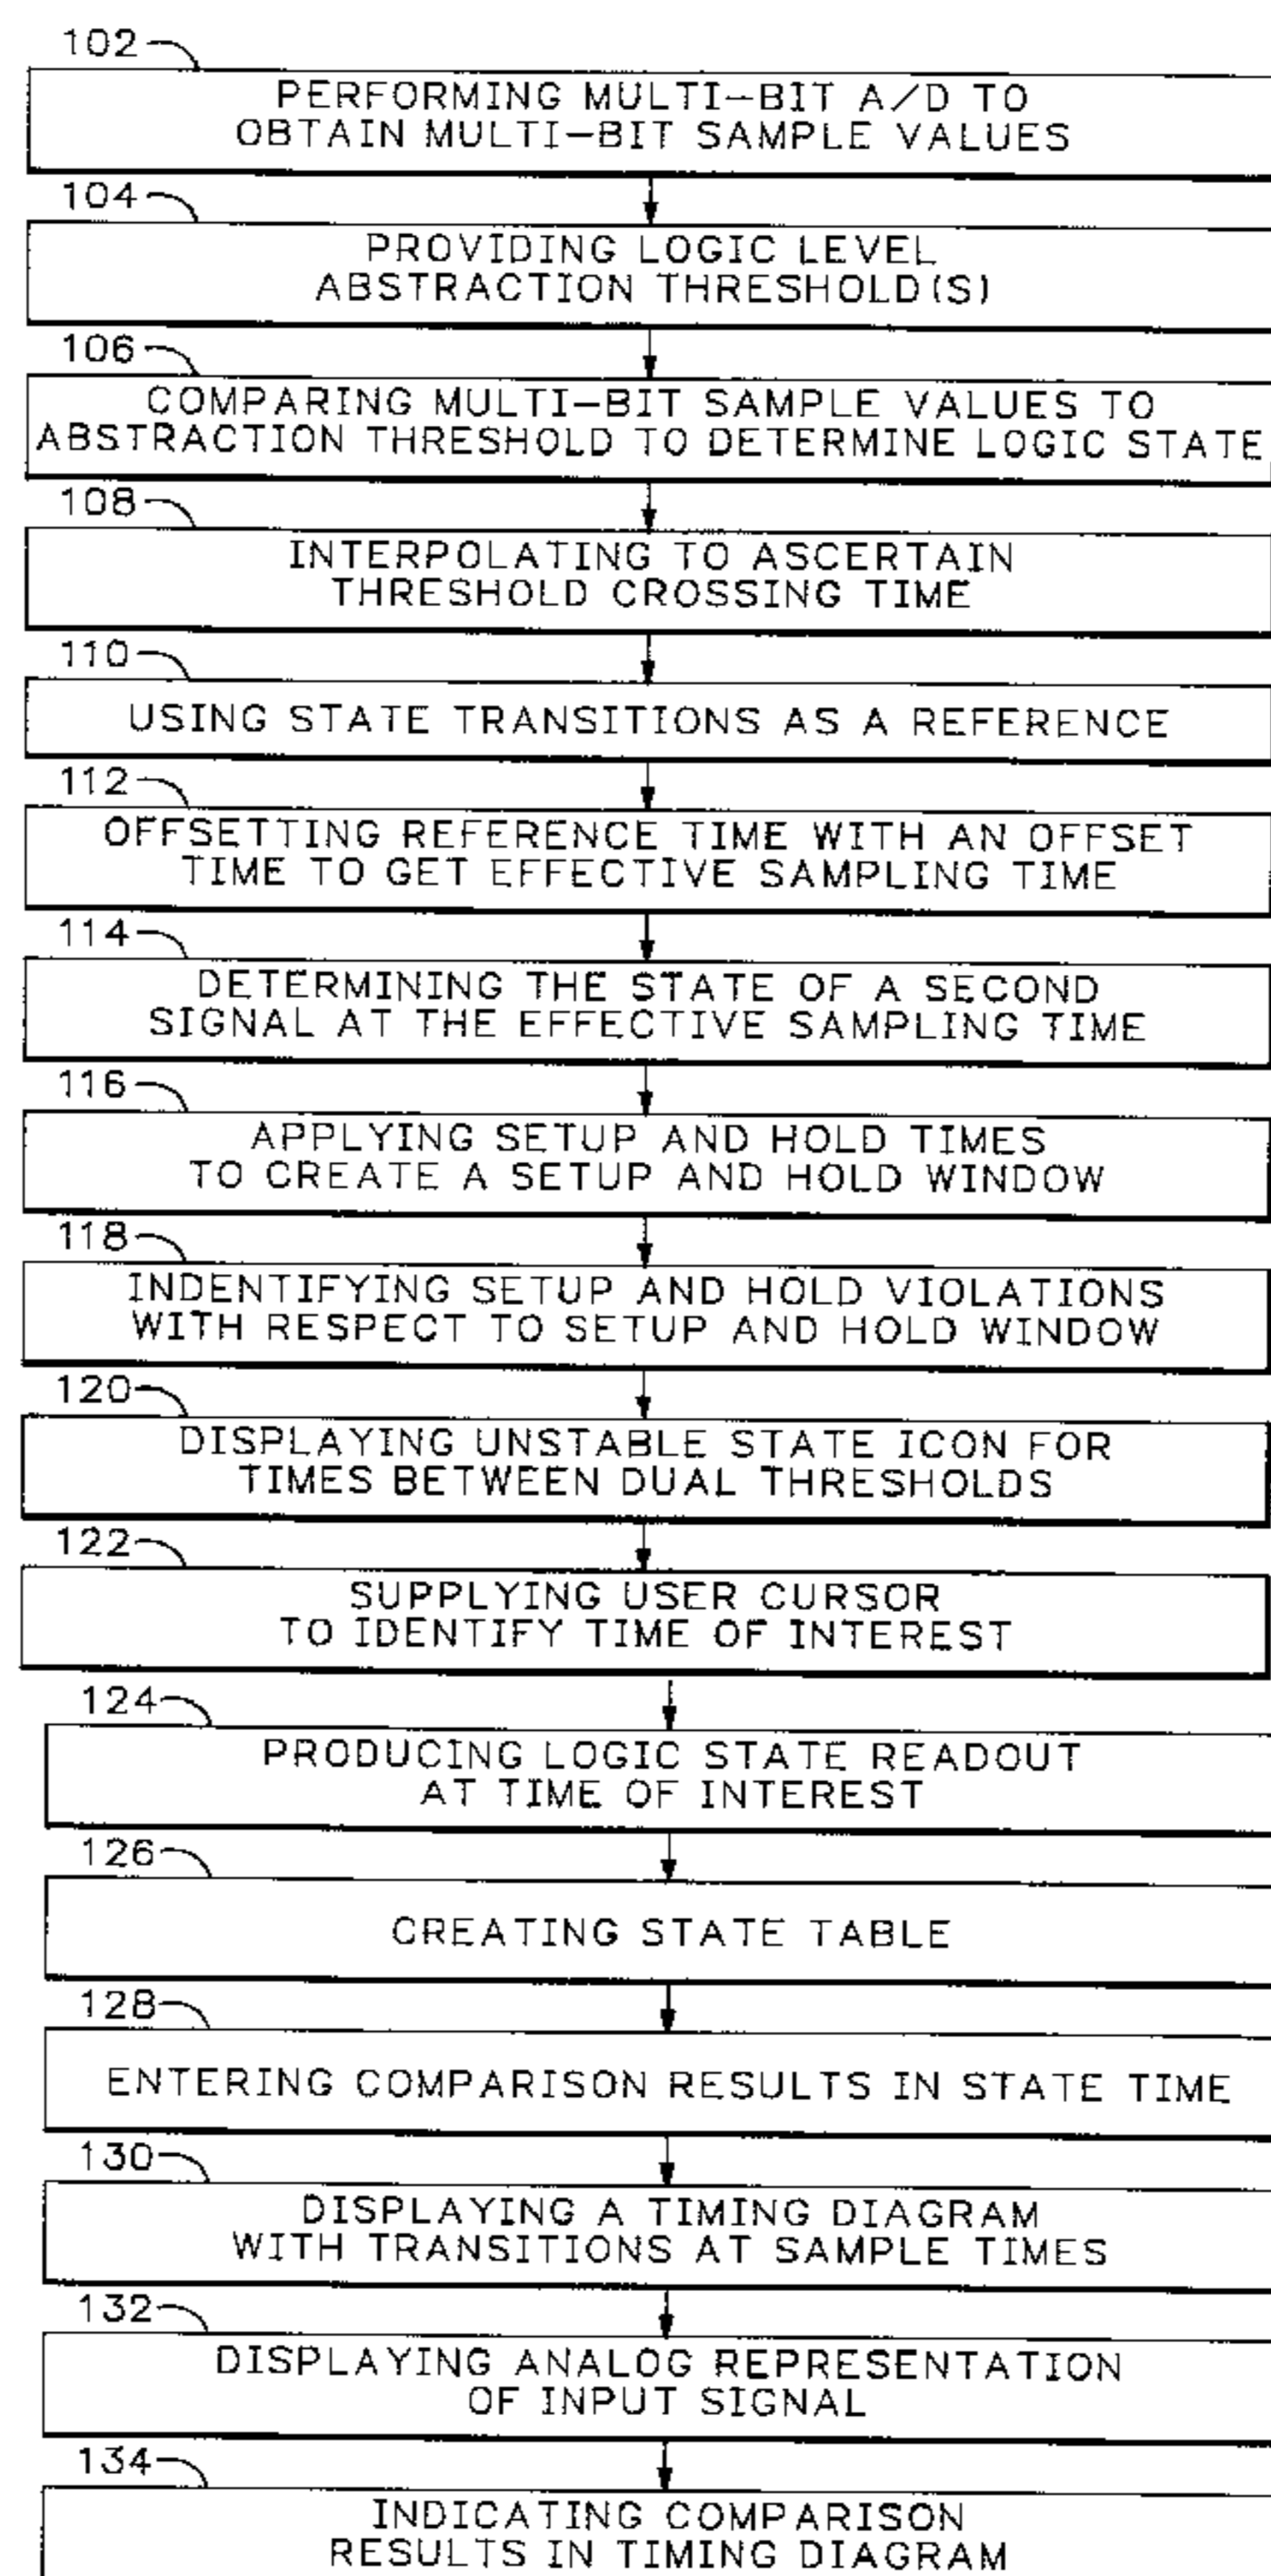 102
PERFORMING MULTI-BIT A/D TO
OBTAIN MULTI-BIT SAMPLE VALUES
104
PROVIDING LOGIC LEVEL
ABSTRACTION THRESHOLD(S)
106
COMPARING MULTI-BIT SAMPLE VALUES TO
ABSTRACTION THRESHOLD TO DETERMINE LOGIC STATE
108
INTERPOLATING TO ASCERTAIN
THRESHOLD CROSSING TIME
110
USING STATE TRANSITIONS AS A REFERENCE
112
OFFSETTING REFERENCE TIME WITH AN OFFSET
TIME TO GET EFFECTIVE SAMPLING TIME
114
DETERMINING THE STATE OF A SECOND
SIGNAL AT THE EFFECTIVE SAMPLING TIME
116
APPLYING SETUP AND HOLD TIMES
TO CREATE A SETUP AND HOLD WINDOW
118
INDENTIFYING SETUP AND HOLD VIOLATIONS
WITH RESPECT TO SETUP AND HOLD WINDOW
120
DISPLAYING UNSTABLE STATE ICON FOR
TIMES BETWEEN DUAL THRESHOLDS
122
SUPPLYING USER CURSOR
TO IDENTIFY TIME OF INTEREST
124
PRODUCING LOGIC STATE READOUT
AT TIME OF INTEREST
126
CREATING STATE TABLE
128
ENTERING COMPARISON RESULTS IN STATE TIME
130
DISPLAYING A TIMING DIAGRAM
WITH TRANSITIONS AT SAMPLE TIMES
132
DISPLAYING ANALOG REPRESENTATION
OF INPUT SIGNAL
134
INDICATING COMPARISON
RESULTS IN TIMING DIAGRAM